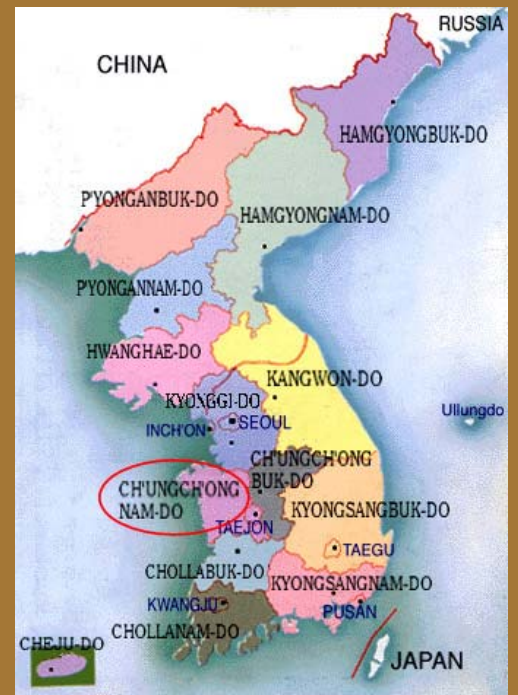 RUSSIA
CHINA
HAMGYONGBUK-DO
P'YONGANBUK-DO
HAMGYONGNAM-DO
P'YONGANNAM-DO
HWANGHAE-DO
KANGWON-DO
KYONGGI-DO
SEOUL
INCH'ON
Ullungdo
CH'UNGCH'ONG
BUK-DO
CH'UNGCH'ONG
NAM-DO
KYONGSANGBUK-DO
TAEJON
TAEGU
CHOLLABUK-DO
KYONGSANGNAM-DO
KWANGJU
PUSAN
CHOLLANAM-DO
CHEJU-DO
JAPAN